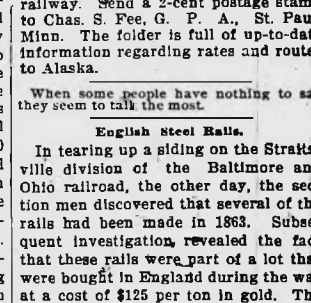 railway. Send a 2-cent postage stam
to Chas. S. Fee, G. P. A., St. Pau
Minn. The folder is full of up-to-dat
information regarding rates and route
to Alaska.
When some people have nothing to sa
they seem to talk the most.
English Steel Rails.
In tearing up a siding on the Straits
ville division of the Baltimore an
Ohio railroad, the other day, the sec
tion men discovered that several of th
rails had been made in 1863. Subse
quent investigation, revealed the fac
that these rails were part of a lot tha
were bought in England during the wa
at a cost of $125 per ton in gold. Th